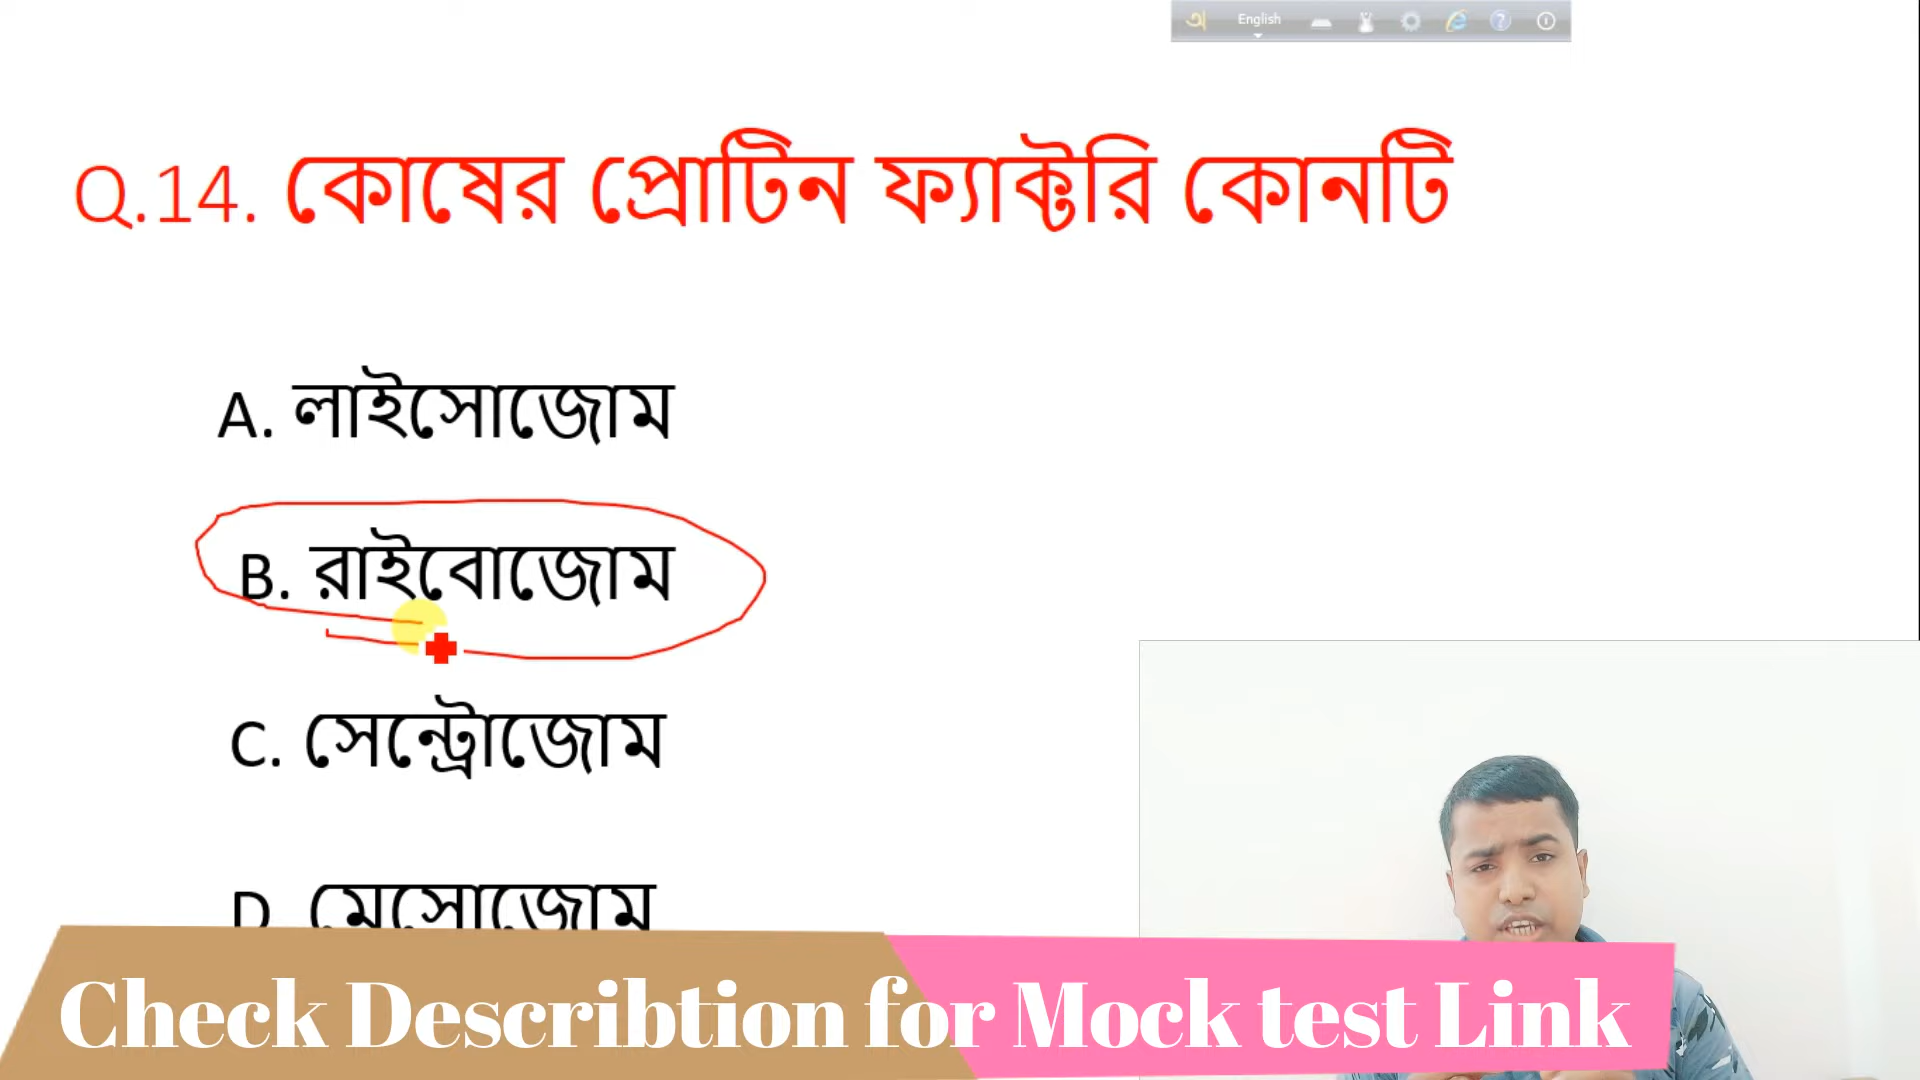 English
Q.14. কোষের প্রোটিন ফ্যাক্টরি কোনটি
A. লাইসোজোম
B. রাইবোজোম
C. সেন্ট্রোজোম
D. মেসোজোম
Check Describtion for Mock test Link